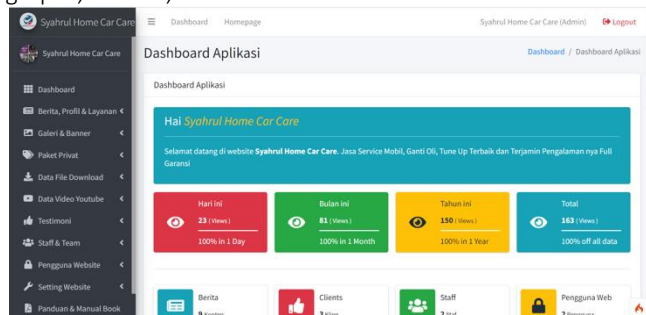 Syahrul Home Car Care
Dashboard Homepage
Syahrul Home Car Care (Admin) Logout
Syahrul Home Car Care
Dashboard
Berita, Profil & Layanan
Galeri & Banner
Paket Privat
Data File Download
Data Video Youtube
Testimoni
Staff & Team
Pengguna Website
Setting Website
Panduan & Manual Book
Dashboard Aplikasi
Dashboard / Dashboard Aplikasi
Dashboard Aplikasi
Hai Syahrul Home Car Care
Selamat datang di website Syahrul Home Car Care. Jasa Service Mobil, Ganti Oli, Tune Up Terbaik dan Terjamin Pengalaman nya Full
Garansi
Hari ini
23 (Views)
100% in 1 Day
Bulan ini
81 (Views)
100% in 1 Month
Tahun ini
150 (Views)
100% in 1 Year
Total
163 (Views)
100% off all data
Berita
Clients
Staff
Pengguna Web